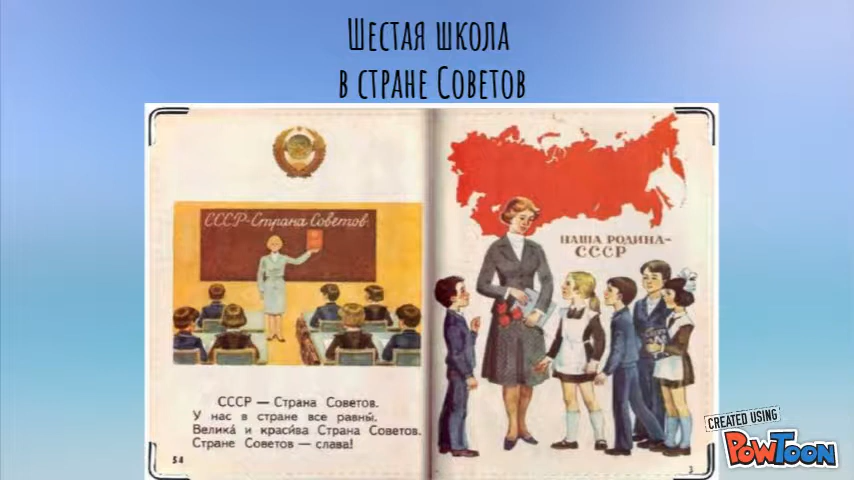 Шестая школа
в стране Советов
СССР-Страна Советов.
НАША РОДИНА-
СССР
СССР — Страна Советов.
У нас в стране все равны́.
Велика́ и краси́ва Страна Советов.
Стране Советов — слава!
54
3
CREATED USING
POWTOON